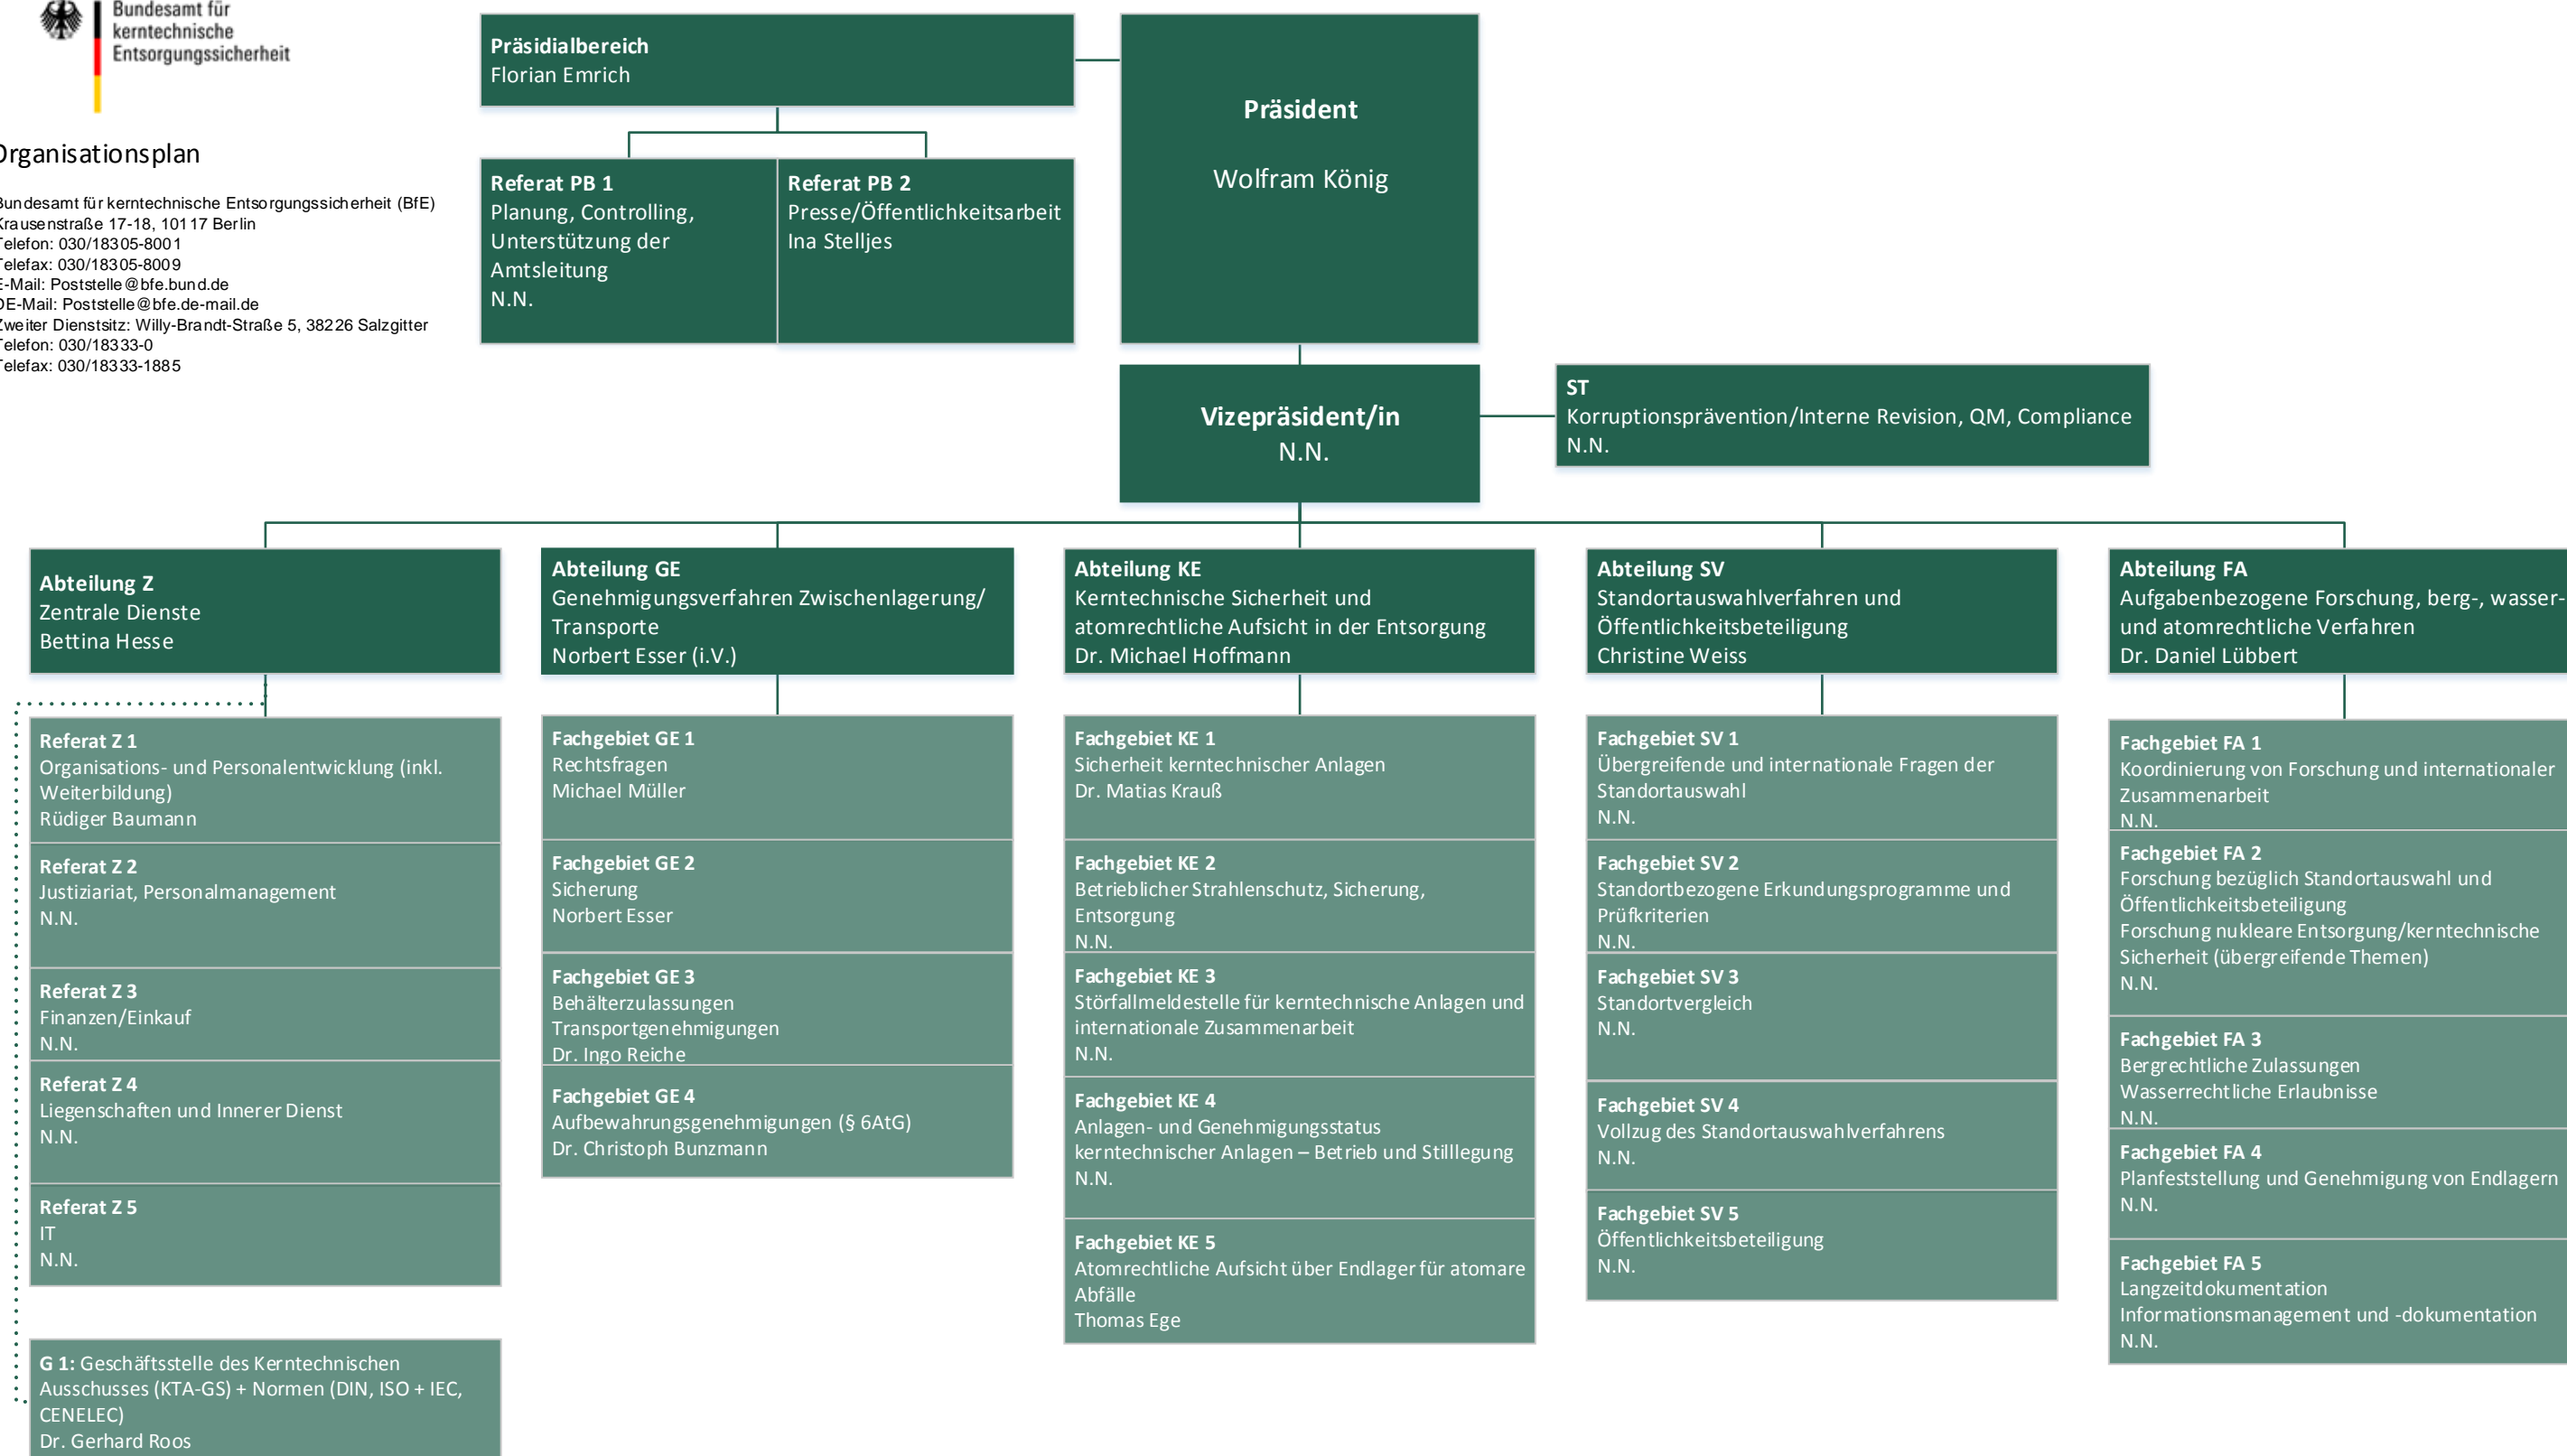 Bundesamt für
kerntechnische
Entsorgungssicherheit
Organisationsplan
Bundesamt für kerntechnische Entsorgungssicherheit (BfE)
Krausenstraße 17-18, 10117 Berlin
Telefon: 030/18305-8001
Telefax: 030/18305-8009
E-Mail: Poststelle@bfe.bund.de
DE-Mail: Poststelle@bfe.de-mail.de
Zweiter Dienstsitz: Willy-Brandt-Straße 5, 38226 Salzgitter
Telefon: 030/18333-0
Telefax: 030/18333-1885
Präsidialbereich
Florian Emrich
Referat PB 1
Planung, Controlling,
Unterstützung der
Amtsleitung
N.N.
Referat PB 2
Presse/Öffentlichkeitsarbeit
Ina Stelljes
Präsident
Wolfram König
Vizepräsident/in
N.N.
ST
Korruptionsprävention/Interne Revision, QM, Compliance
N.N.
Abteilung Z
Zentrale Dienste
Bettina Hesse
Referat Z 1
Organisations- und Personalentwicklung (inkl.
Weiterbildung)
Rüdiger Baumann
Referat Z 2
Justiziariat, Personalmanagement
N.N.
Referat Z 3
Finanzen/Einkauf
N.N.
Referat Z 4
Liegenschaften und Innerer Dienst
N.N.
Referat Z 5
IT
N.N.
G 1: Geschäftsstelle des Kerntechnischen
Ausschusses (KTA-GS) + Normen (DIN, ISO + IEC,
CENELEC)
Dr. Gerhard Roos
Abteilung GE
Genehmigungsverfahren Zwischenlagerung/
Transporte
Norbert Esser (i.V.)
Fachgebiet GE 1
Rechtsfragen
Michael Müller
Fachgebiet GE 2
Sicherung
Norbert Esser
Fachgebiet GE 3
Behälterzulassungen
Transportgenehmigungen
Dr. Ingo Reiche
Fachgebiet GE 4
Aufbewahrungsgenehmigungen (§ 6AtG)
Dr. Christoph Bunzmann
Abteilung KE
Kerntechnische Sicherheit und
atomrechtliche Aufsicht in der Entsorgung
Dr. Michael Hoffmann
Fachgebiet KE 1
Sicherheit kerntechnischer Anlagen
Dr. Matias Krauß
Fachgebiet KE 2
Betrieblicher Strahlenschutz, Sicherung,
Entsorgung
N.N.
Fachgebiet KE 3
Störfallmeldestelle für kerntechnische Anlagen und
internationale Zusammenarbeit
N.N.
Fachgebiet KE 4
Anlagen- und Genehmigungsstatus
kerntechnischer Anlagen – Betrieb und Stilllegung
N.N.
Fachgebiet KE 5
Atomrechtliche Aufsicht über Endlager für atomare
Abfälle
Thomas Ege
Abteilung SV
Standortauswahlverfahren und
Öffentlichkeitsbeteiligung
Christine Weiss
Fachgebiet SV 1
Übergreifende und internationale Fragen der
Standortauswahl
N.N.
Fachgebiet SV 2
Standortbezogene Erkundungsprogramme und
Prüfkriterien
N.N.
Fachgebiet SV 3
Standortvergleich
N.N.
Fachgebiet SV 4
Vollzug des Standortauswahlverfahrens
N.N.
Fachgebiet SV 5
Öffentlichkeitsbeteiligung
N.N.
Abteilung FA
Aufgabenbezogene Forschung, berg-, wasser-
und atomrechtliche Verfahren
Dr. Daniel Lübbert
Fachgebiet FA 1
Koordinierung von Forschung und internationaler
Zusammenarbeit
N.N.
Fachgebiet FA 2
Forschung bezüglich Standortauswahl und
Öffentlichkeitsbeteiligung
Forschung nukleare Entsorgung/kerntechnische
Sicherheit (übergreifende Themen)
N.N.
Fachgebiet FA 3
Bergrechtliche Zulassungen
Wasserrechtliche Erlaubnisse
N.N.
Fachgebiet FA 4
Planfeststellung und Genehmigung von Endlagern
N.N.
Fachgebiet FA 5
Langzeitdokumentation
Informationsmanagement und -dokumentation
N.N.